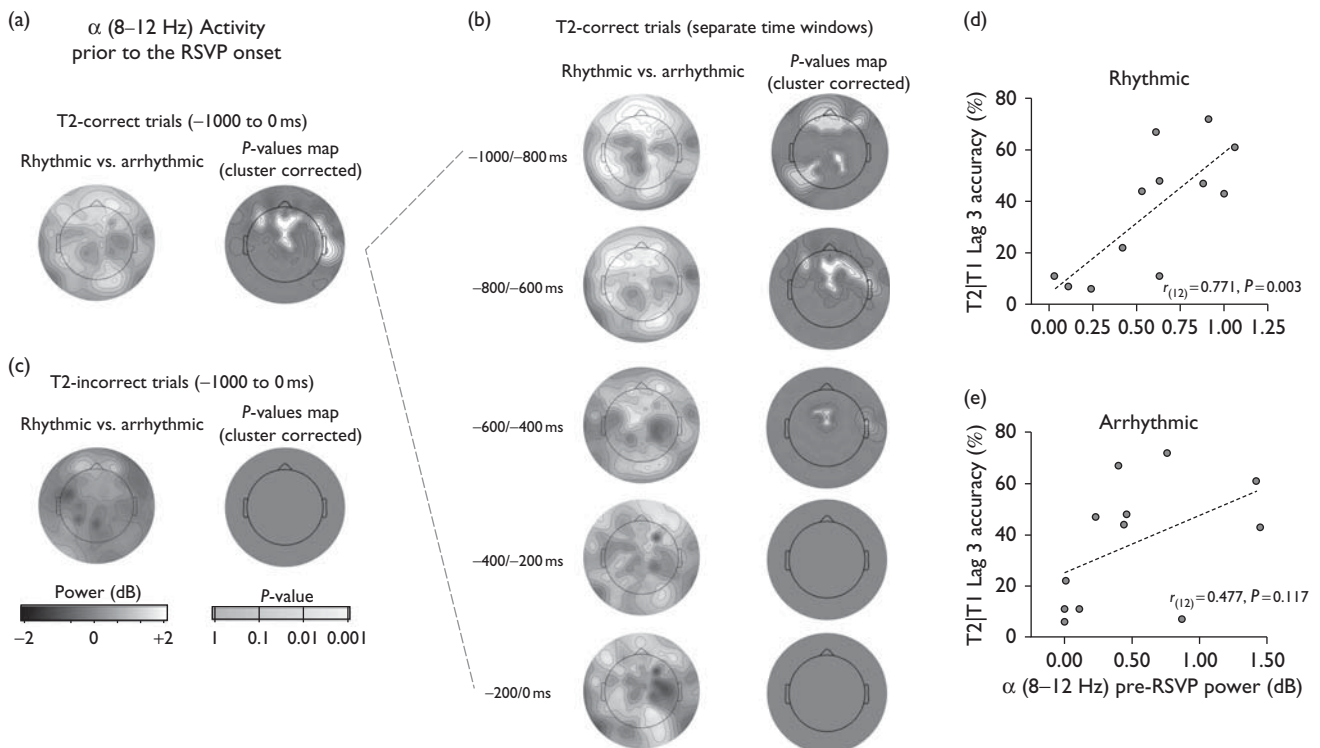 (a)
α (8–12 Hz) Activity
prior to the RSVP onset
T2-correct trials (−1000 to 0 ms)
Rhythmic vs. arrhythmic
P-values map
(cluster corrected)
(c)
T2-incorrect trials (−1000 to 0 ms)
Rhythmic vs. arrhythmic
P-values map
(cluster corrected)
Power (dB)
−2 0 +2
P-value
1 0.1 0.01 0.001
(b)
T2-correct trials (separate time windows)
Rhythmic vs. arrhythmic
P-values map
(cluster corrected)
−1000/−800 ms
−800/−600 ms
−600/−400 ms
−400/−200 ms
−200/0 ms
(d)
Rhythmic
T2|T1 Lag 3 accuracy (%)
80
60
40
20
0
r(12)=0.771, P=0.003
0.00 0.25 0.50 0.75 1.00 1.25
(e)
Arrhythmic
T2|T1 Lag 3 accuracy (%)
80
60
40
20
0
r(12)=0.477, P=0.117
0.00 0.50 1.00 1.50
α (8–12 Hz) pre-RSVP power (dB)